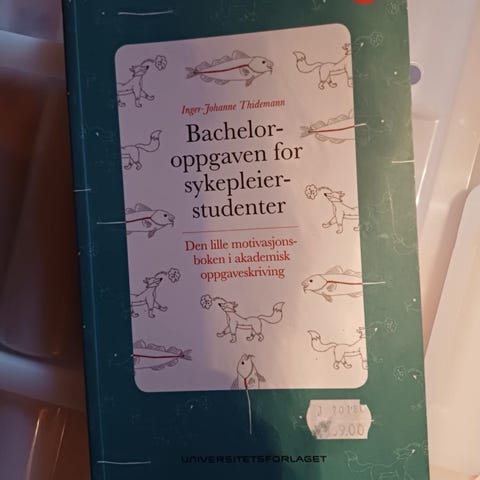 Inger-Johanne Thidemann
Bachelor-
oppgaven for
sykepleier-
studenter
Den lille motivasjons-
boken i akademisk
oppgaveskriving
UNIVERSITETSFORLAGET